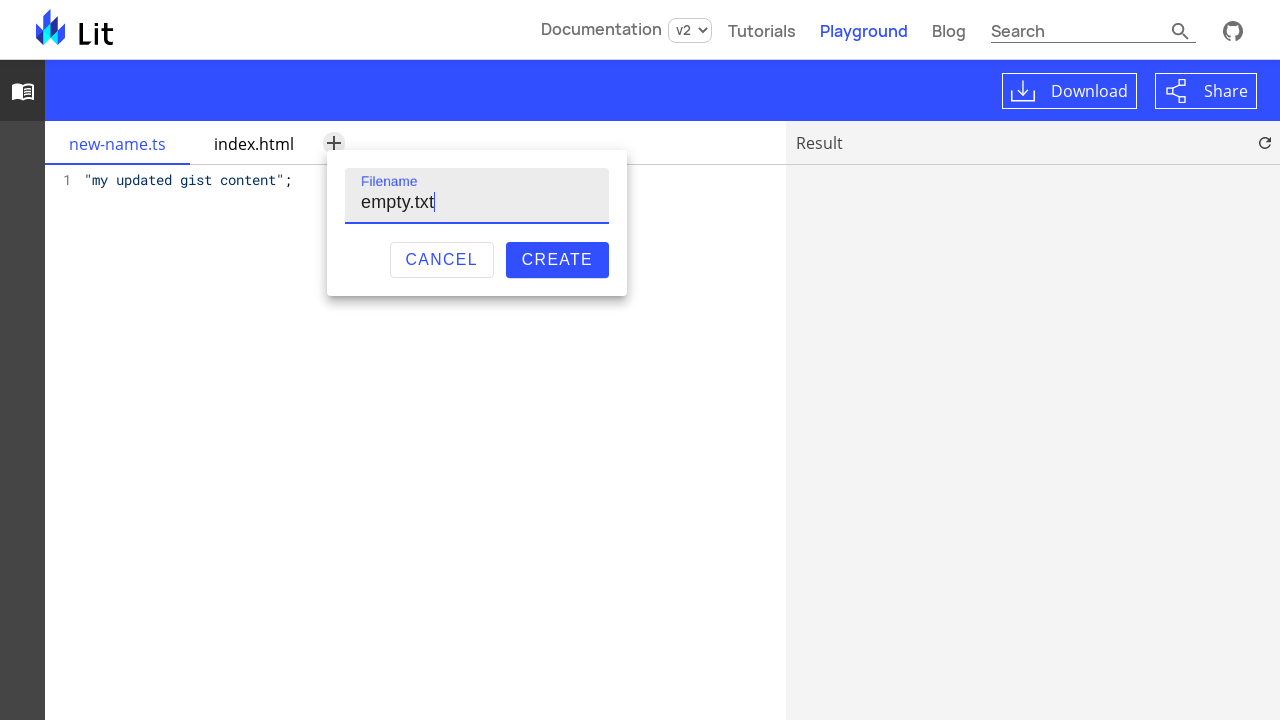 Lit
Documentation v2 Tutorials Playground Blog Search
Download Share
new-name.ts index.html Result
1 "my updated gist content";
Filename
empty.txt
CANCEL CREATE